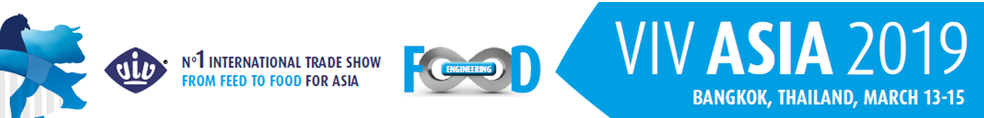 viv
Nº1 INTERNATIONAL TRADE SHOW
FROM FEED TO FOOD FOR ASIA
FOOD
ENGINEERING
VIV ASIA 2019
BANGKOK, THAILAND, MARCH 13-15